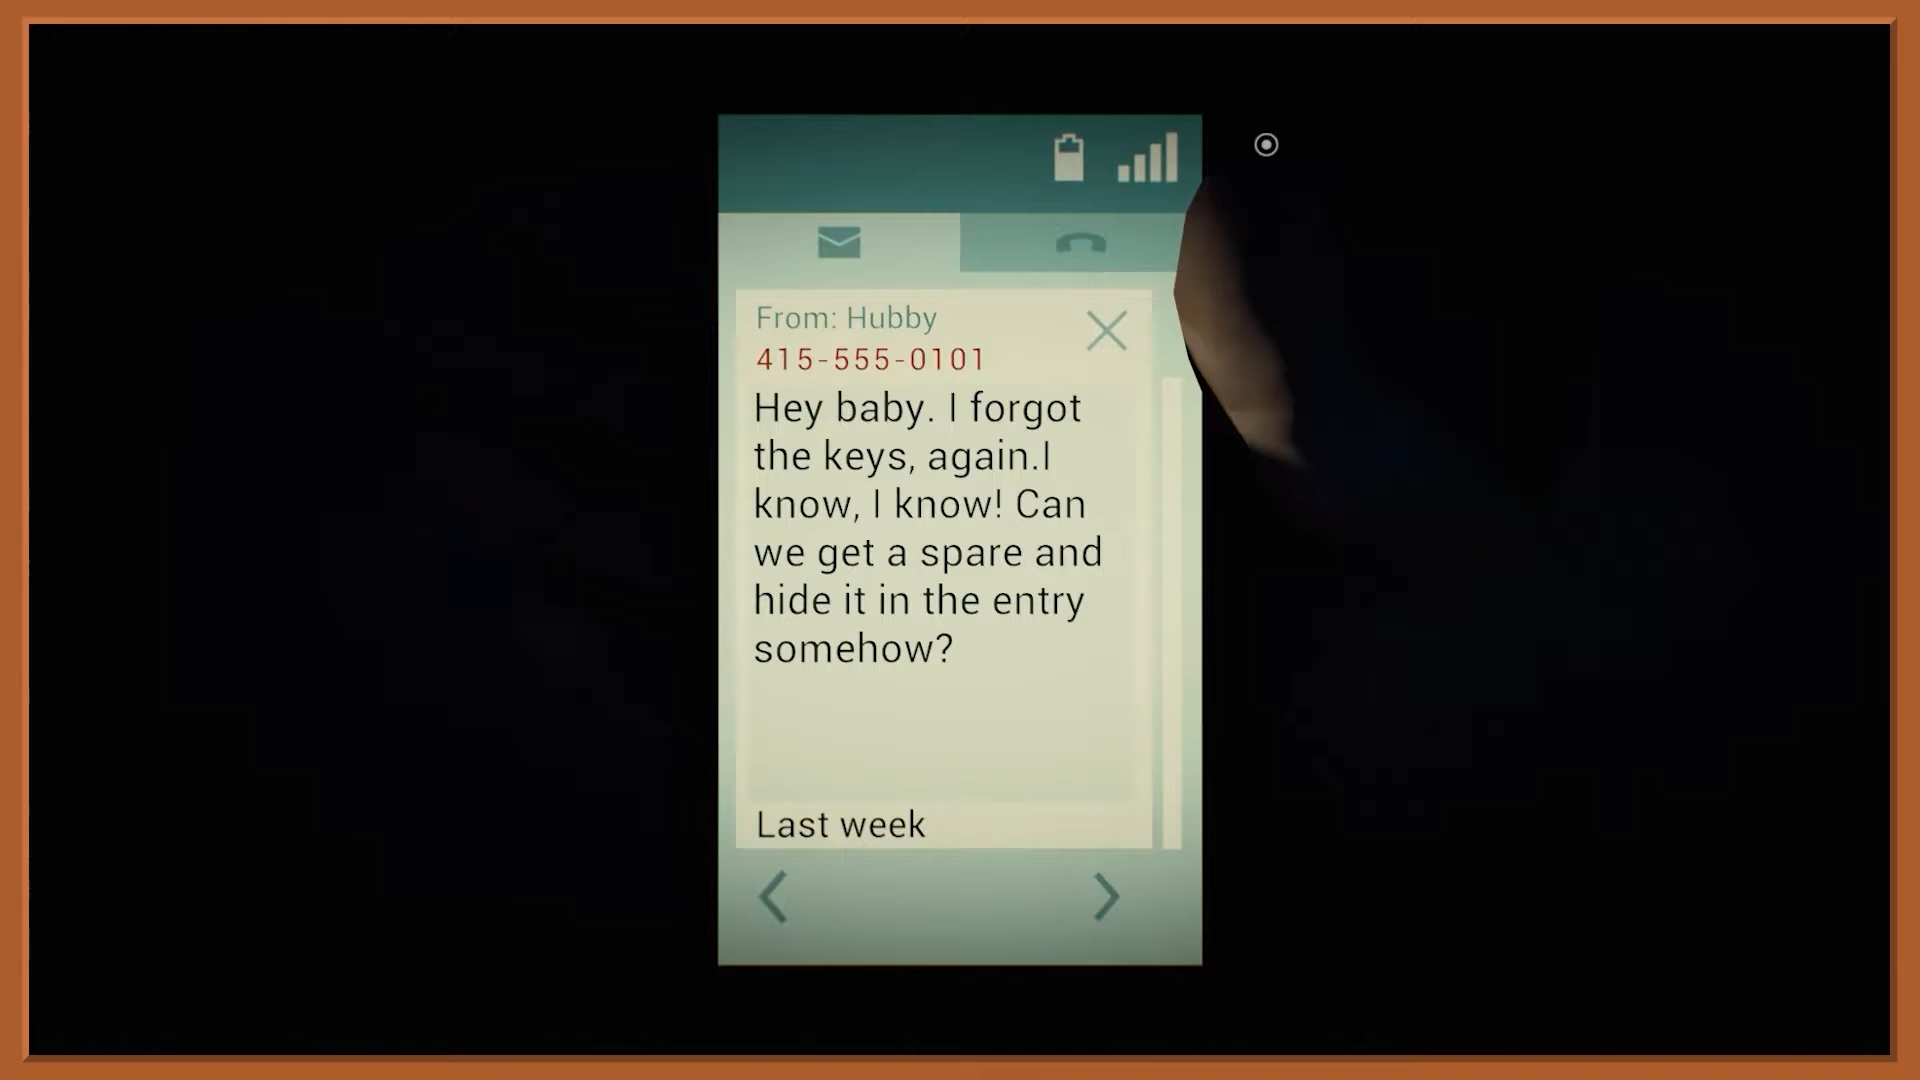 From: Hubby
415-555-0101
Hey baby. I forgot
the keys, again.I
know, I know! Can
we get a spare and
hide it in the entry
somehow?
Last week